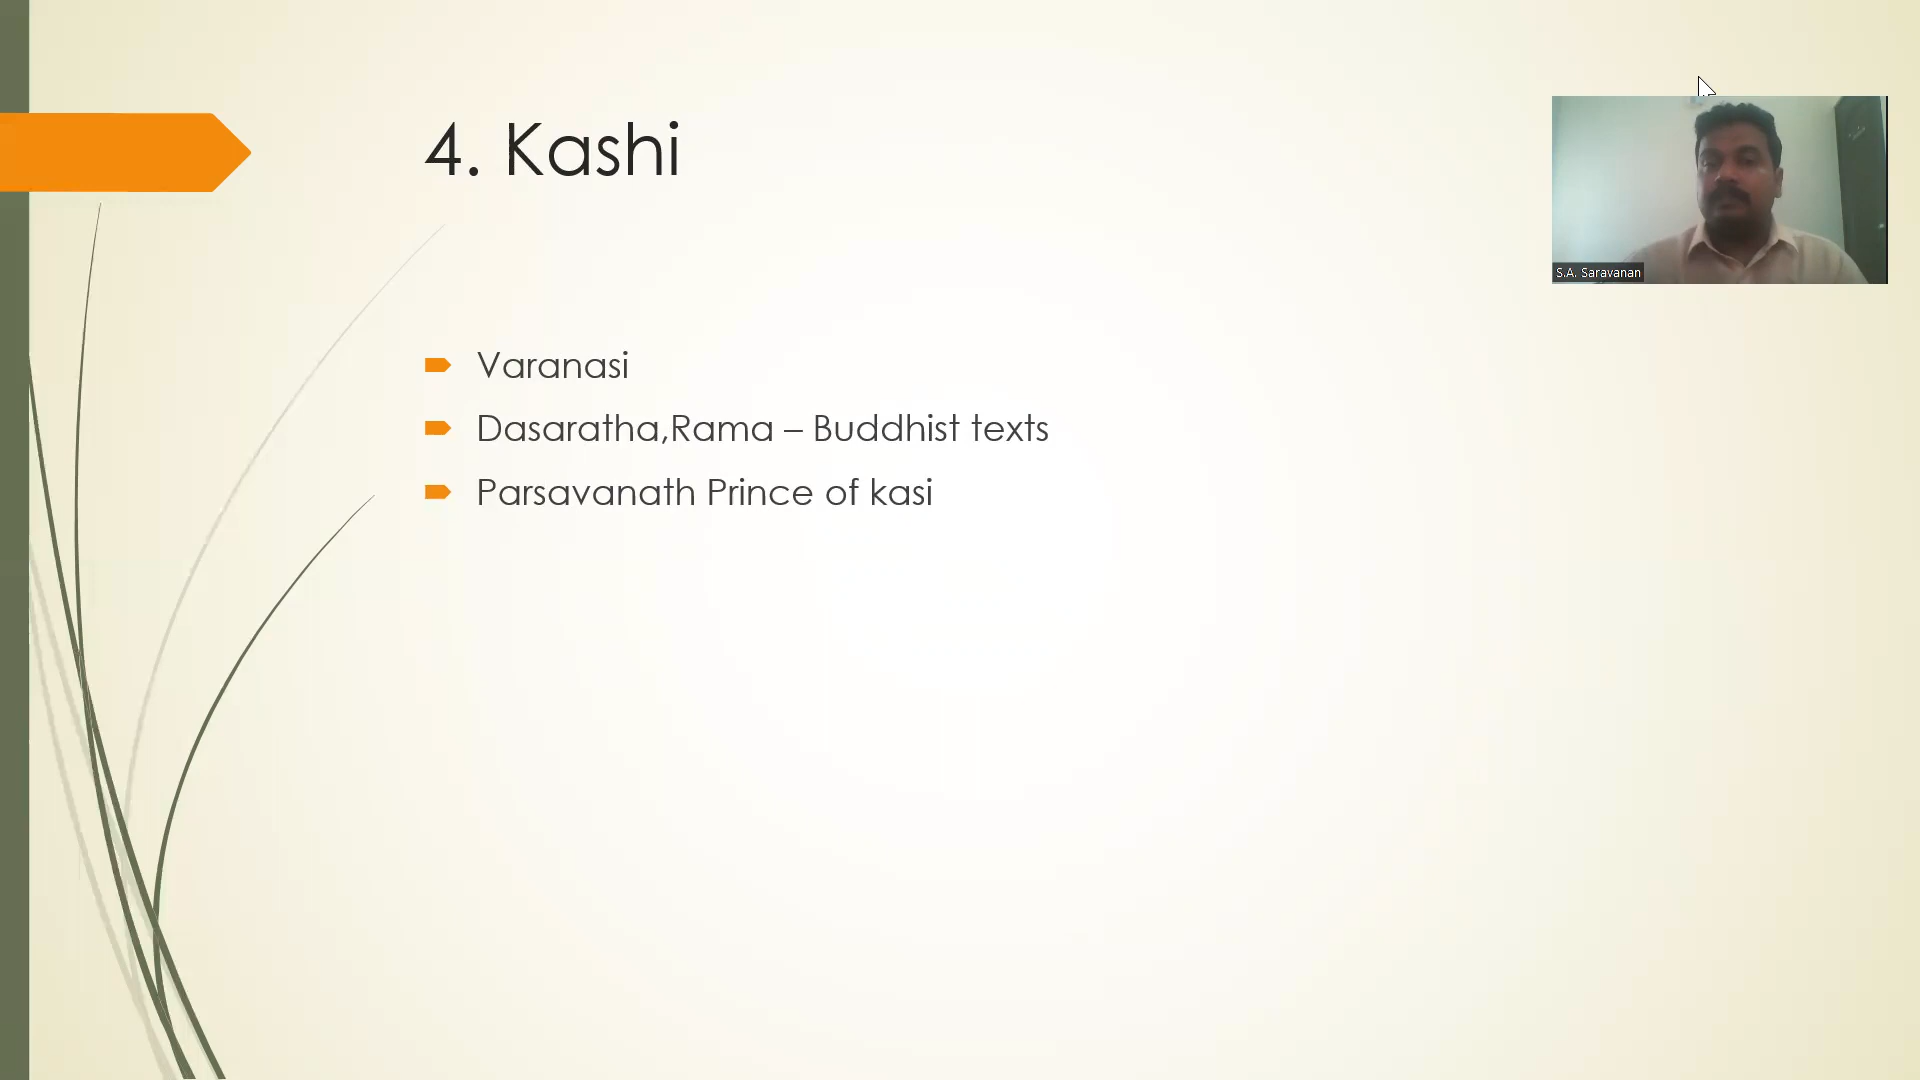 4. Kashi
S.A. Saravanan
Varanasi
Dasaratha,Rama – Buddhist texts
Parsavanath Prince of kasi